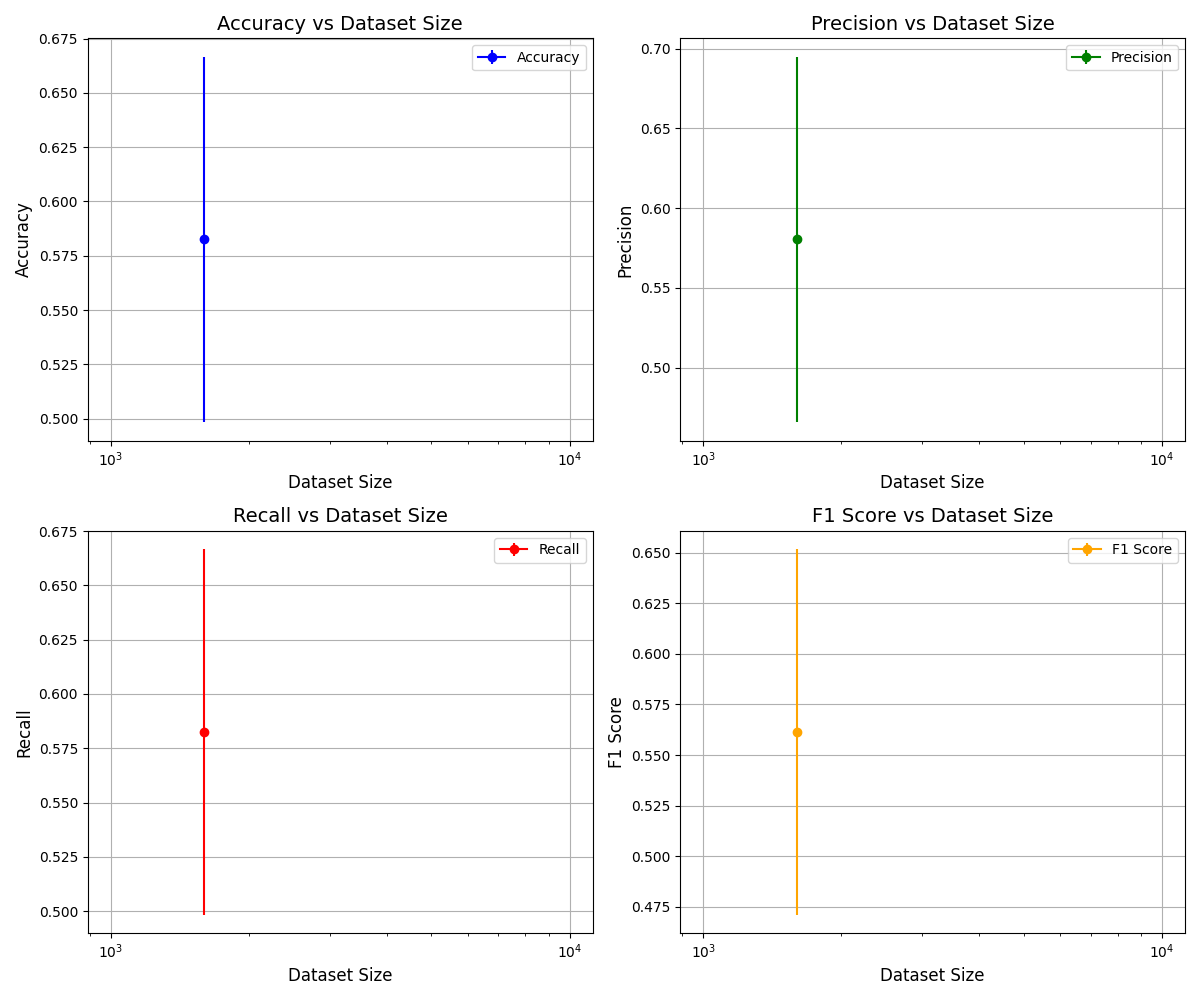 Accuracy vs Dataset Size
Accuracy
0.675
0.650
0.625
0.600
0.575
0.550
0.525
0.500
Accuracy
10³
10⁴
Dataset Size
Precision vs Dataset Size
Precision
0.70
0.65
0.60
0.55
0.50
Precision
10³
10⁴
Dataset Size
Recall vs Dataset Size
Recall
0.675
0.650
0.625
0.600
0.575
0.550
0.525
0.500
Recall
10³
10⁴
Dataset Size
F1 Score vs Dataset Size
F1 Score
0.650
0.625
0.600
0.575
0.550
0.525
0.500
0.475
F1 Score
10³
10⁴
Dataset Size